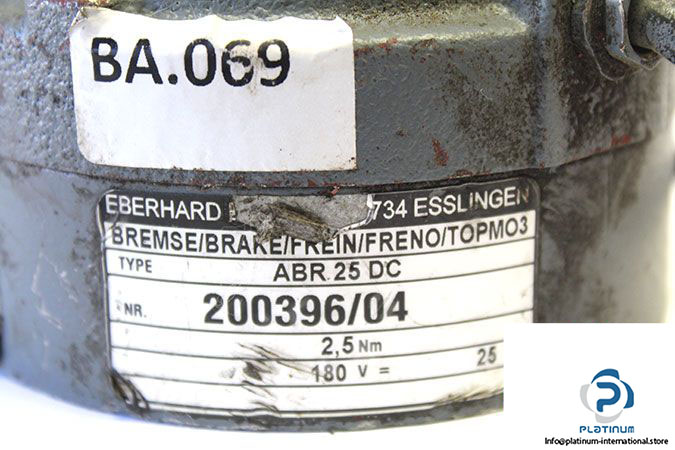 BA.069
EBERHARD 734 ESSLINGEN
BREMSE/BRAKE/FREIN/FRENO/TOPMO3
TYPE ABR 25 DC
NR. 200396/04
2,5 Nm
180 V = 25
PLATINUM
Info@platinum-international.store